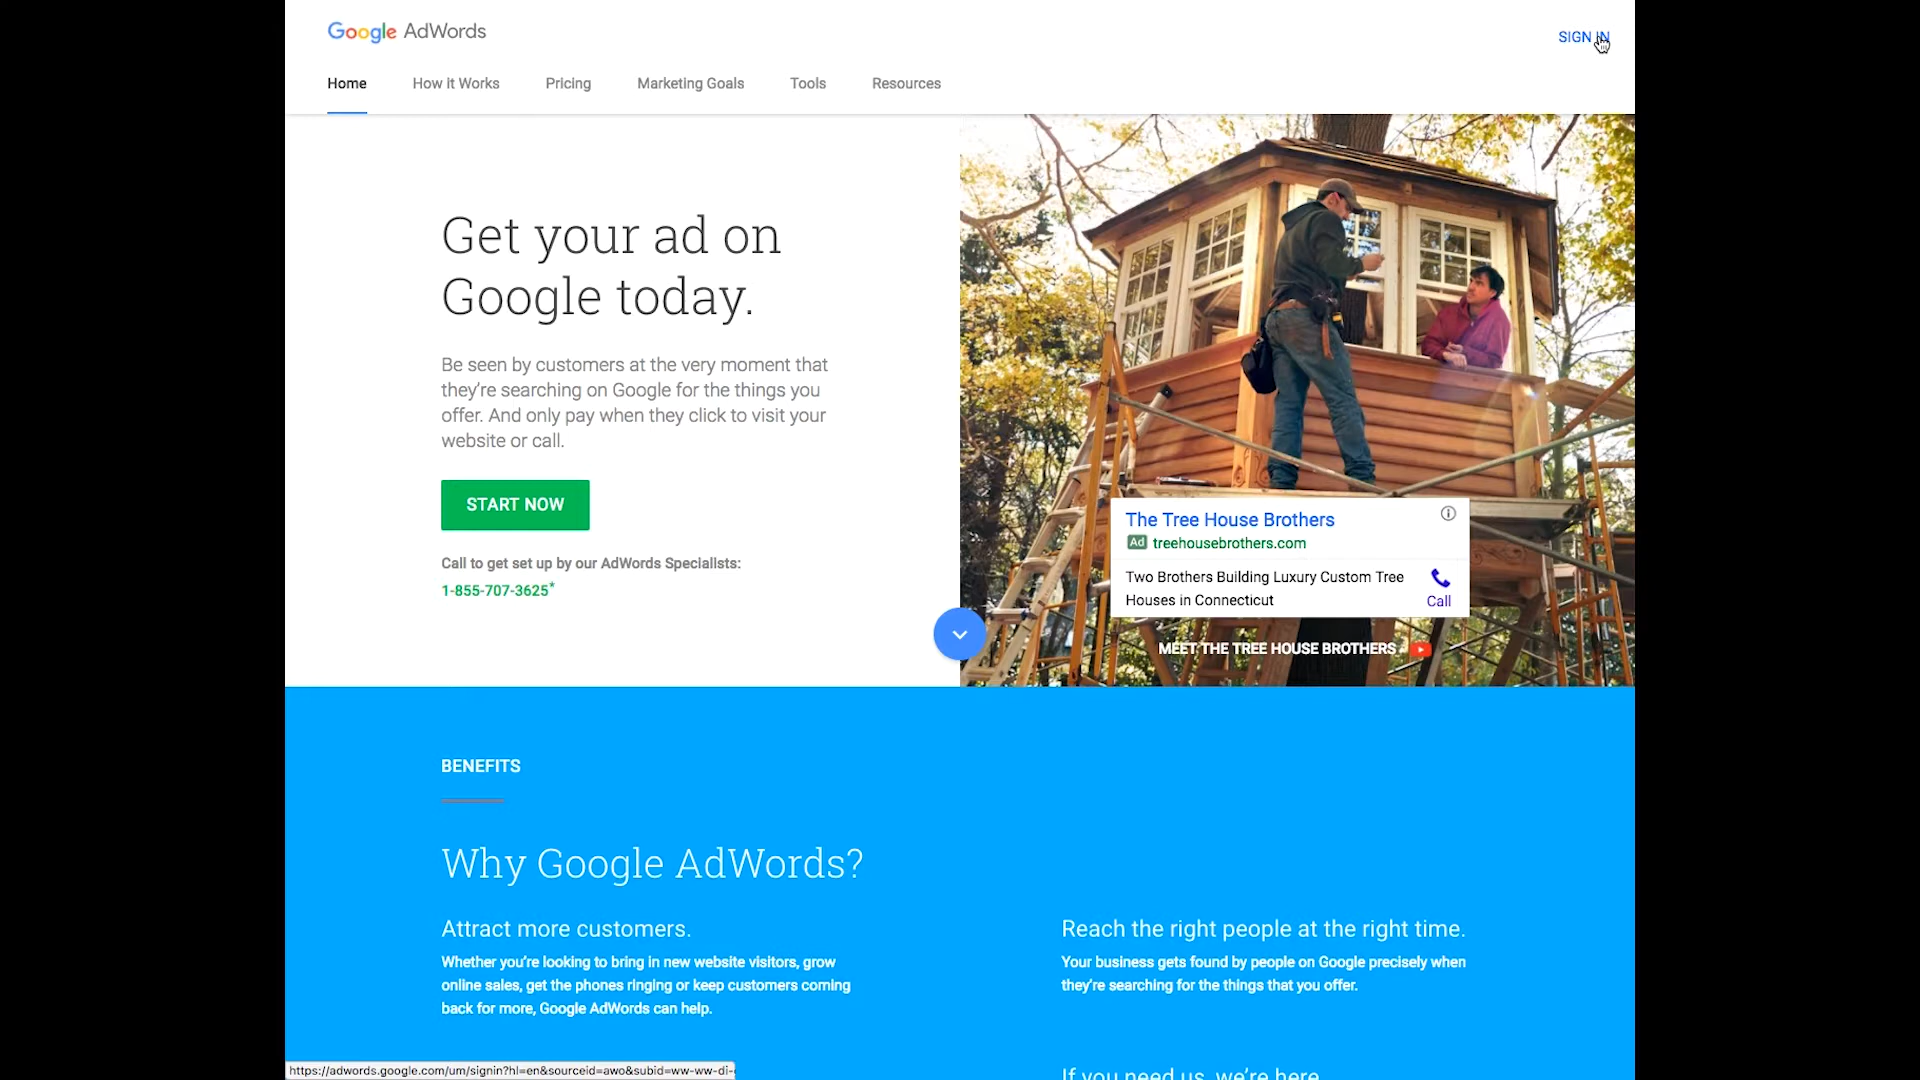 Google AdWords
SIGN IN
Home
How it Works
Pricing
Marketing Goals
Tools
Resources
Get your ad on
Google today.
Be seen by customers at the very moment that
they're searching on Google for the things you
offer. And only pay when they click to visit your
website or call.
START NOW
Call to get set up by our AdWords Specialists:
1-855-707-3625*
The Tree House Brothers
Ad treehousebrothers.com
Two Brothers Building Luxury Custom Tree
Houses in Connecticut
Call
MEET THE TREE HOUSE BROTHERS
BENEFITS
Why Google AdWords?
Attract more customers.
Whether you're looking to bring in new website visitors, grow
online sales, get the phones ringing or keep customers coming
back for more, Google AdWords can help.
Reach the right people at the right time.
Your business gets found by people on Google precisely when
they're searching for the things that you offer.
If you need us, we're here
https://adwords.google.com/um/signin?hl=en&sourceid=awo&subid=ww-ww-di-